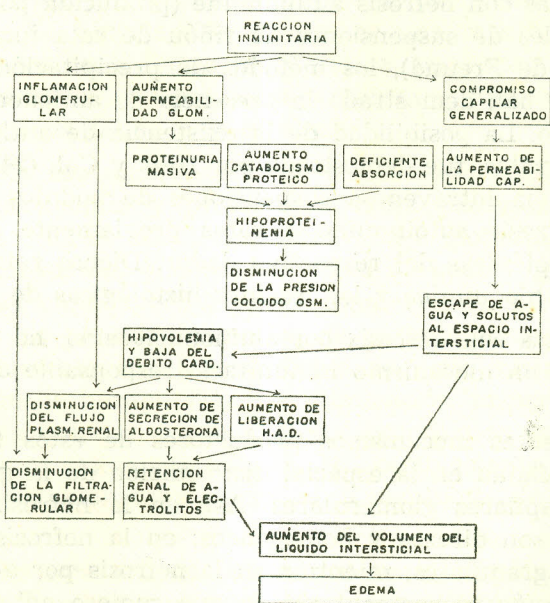 REACCION
INMUNITARIA
INFLAMACION
GLOMERU-
LAR
AUMENTO
PERMEABILI-
DAD GLOM.
COMPROMISO
CAPILAR
GENERALIZADO
PROTEINURIA
MASIVA
AUMENTO
CATABOLISMO
PROTEICO
DEFICIENTE
ABSORCION
AUMENTO DE
LA PERMEABI-
LIDAD CAP.
HIPOPROTEI-
NEMIA
DISMINUCION
DE LA PRESION
COLOIDO OSM.
ESCAPE DE A-
GUA Y SOLUTOS
AL ESPACIO IN-
TERSTICIAL
HIPOVOLEMIA
Y BAJA DEL
DEBITO CARD.
DISMINUCION
DEL FLUJO
PLASM. RENAL
AUMENTO DE
SECRECION DE
ALDOSTERONA
AUMENTO DE
LIBERACION
H.A.D.
DISMINUCION
DE LA FILTRA-
CION GLOME-
RULAR
RETENCION
RENAL DE A-
GUA Y ELEC-
TROLITOS
AUMENTO DEL VOLUMEN DEL
LIQUIDO INTERSTICIAL
EDEMA